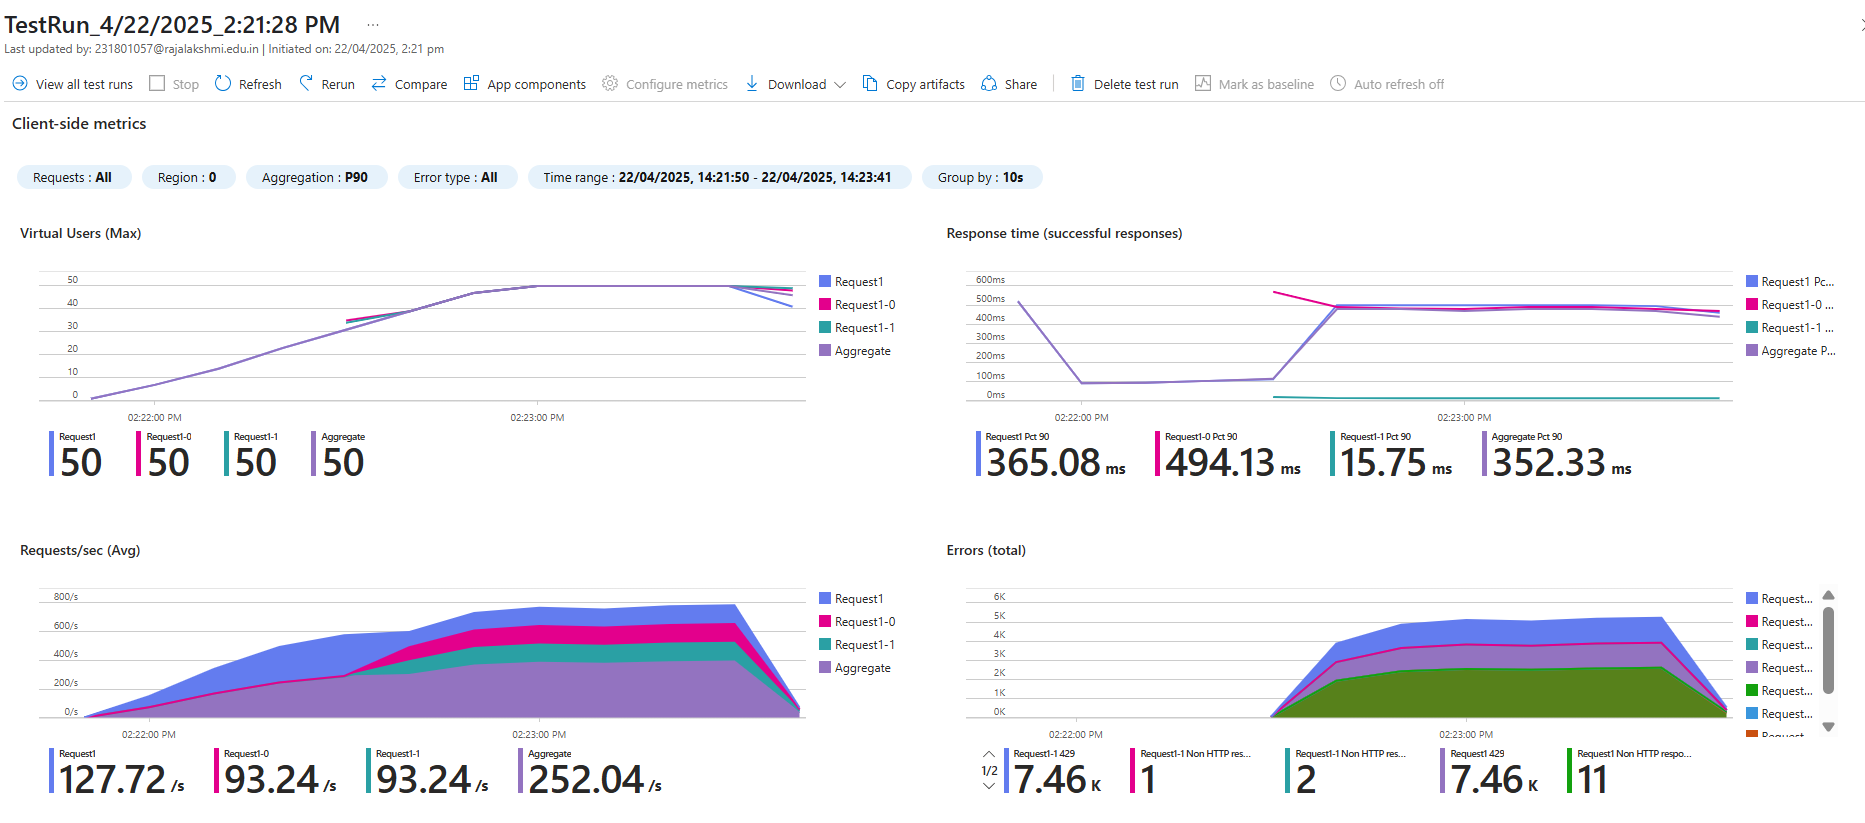 TestRun_4/22/2025_2:21:28 PM ...
Last updated by: 231801057@rajalakshmi.edu.in | Initiated on: 22/04/2025, 2:21 pm
View all test runs Stop Refresh Rerun Compare App components Configure metrics Download Copy artifacts Share Delete test run Mark as baseline Auto refresh off
Client-side metrics
Requests : All Region : 0 Aggregation : P90 Error type : All Time range : 22/04/2025, 14:21:50 - 22/04/2025, 14:23:41 Group by : 10s
Virtual Users (Max)
50
40
30
20
10
0
02:22:00 PM 02:23:00 PM
Request1
Request1-0
Request1-1
Aggregate
Request1 Request1-0 Request1-1 Aggregate
50 50 50 50
Response time (successful responses)
600ms
500ms
400ms
300ms
200ms
100ms
0ms
02:22:00 PM 02:23:00 PM
Request1 Pc...
Request1-0 ...
Request1-1 ...
Aggregate P...
Request1 Pct 90 Request1-0 Pct 90 Request1-1 Pct 90 Aggregate Pct 90
365.08 ms 494.13 ms 15.75 ms 352.33 ms
Requests/sec (Avg)
800/s
600/s
400/s
200/s
0/s
02:22:00 PM 02:23:00 PM
Request1
Request1-0
Request1-1
Aggregate
Request1 Request1-0 Request1-1 Aggregate
127.72 /s 93.24 /s 93.24 /s 252.04 /s
Errors (total)
6K
5K
4K
3K
2K
1K
0K
02:22:00 PM 02:23:00 PM
Request...
Request...
Request...
Request...
Request...
Request...
Request
1/2
Request1-1 429 Request1-1 Non HTTP res... Request1-1 Non HTTP res... Request1 429 Request1 Non HTTP respo...
7.46 K 1 2 7.46 K 11